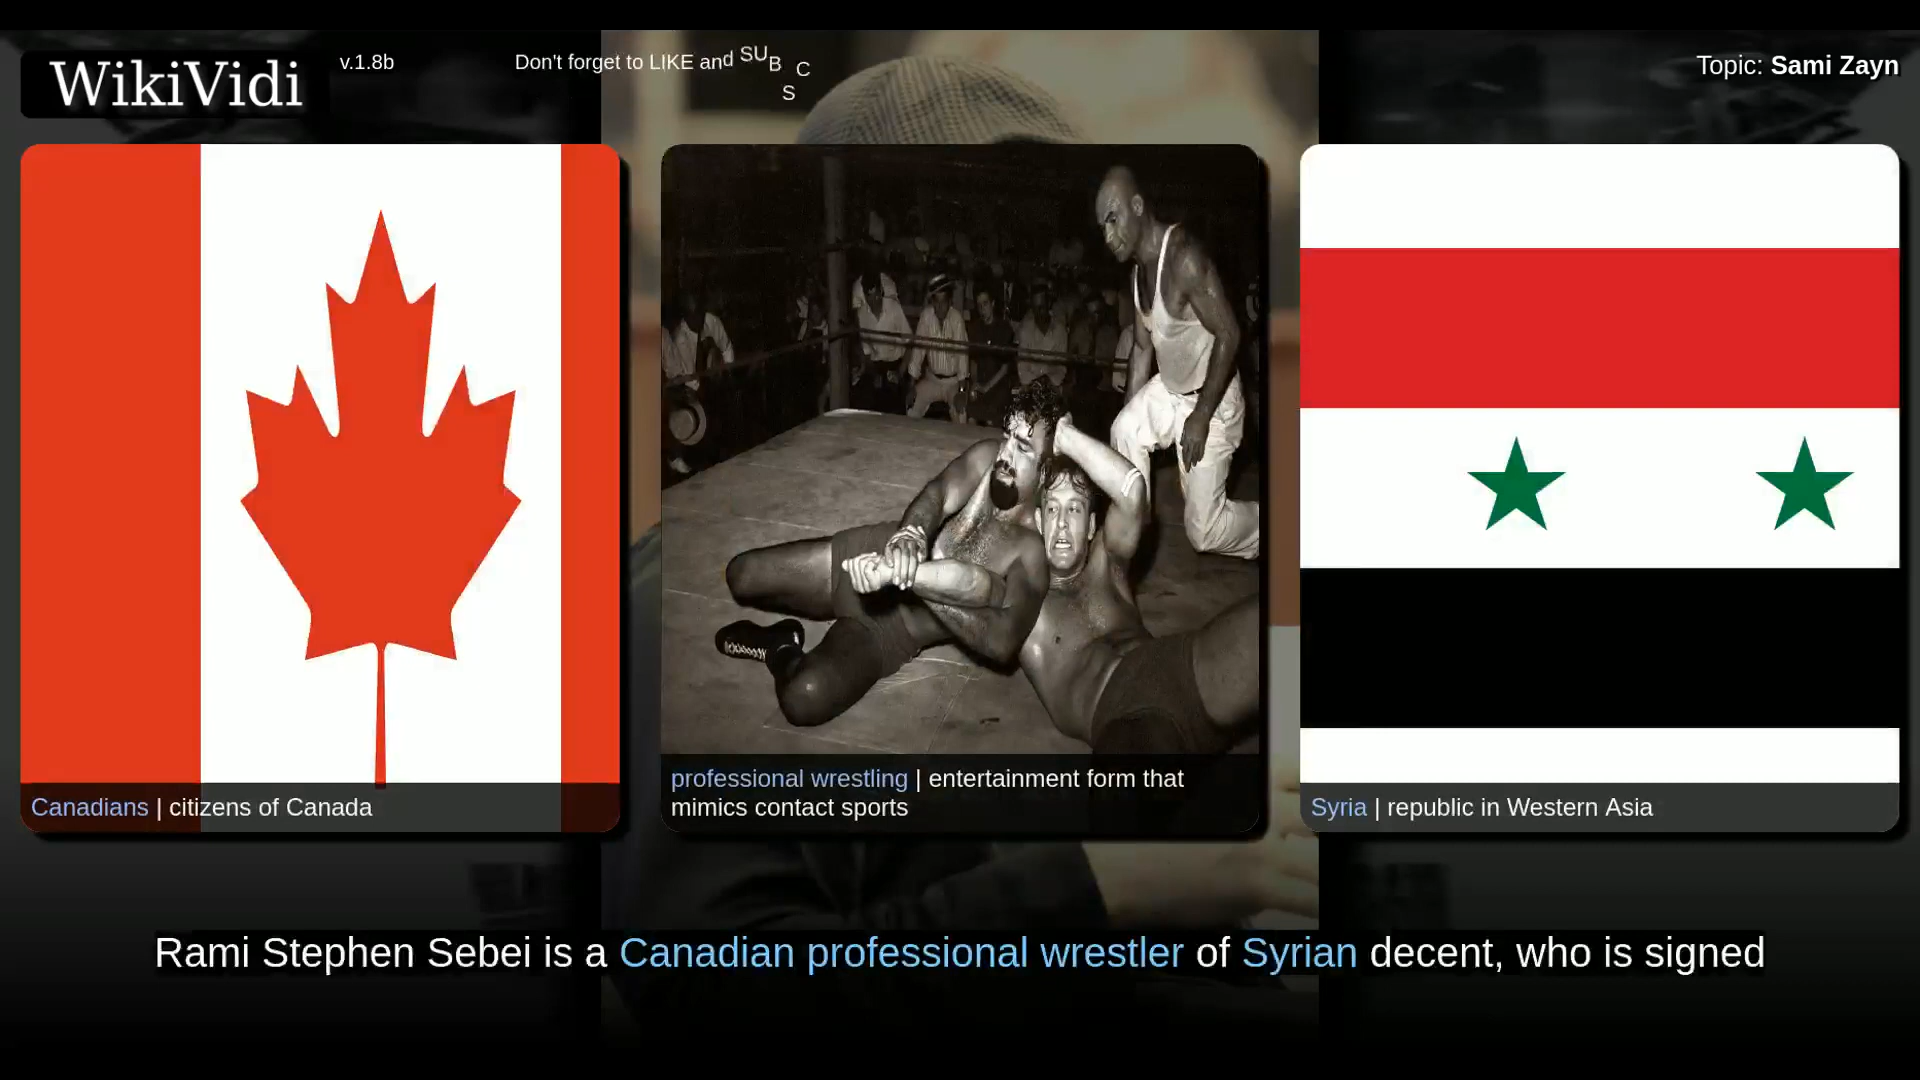 WikiVidi
v.1.8b
Don't forget to LIKE and SUBSC
Topic: Sami Zayn
Canadians | citizens of Canada
professional wrestling | entertainment form that
mimics contact sports
Syria | republic in Western Asia
Rami Stephen Sebei is a Canadian professional wrestler of Syrian decent, who is signed